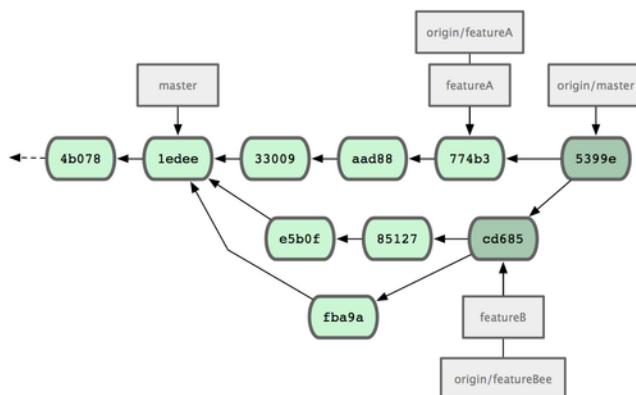 origin/featureA
master
featureA
origin/master
4b078
1edee
33009
aad88
774b3
5399e
e5b0f
85127
cd685
fba9a
featureB
origin/featureBee